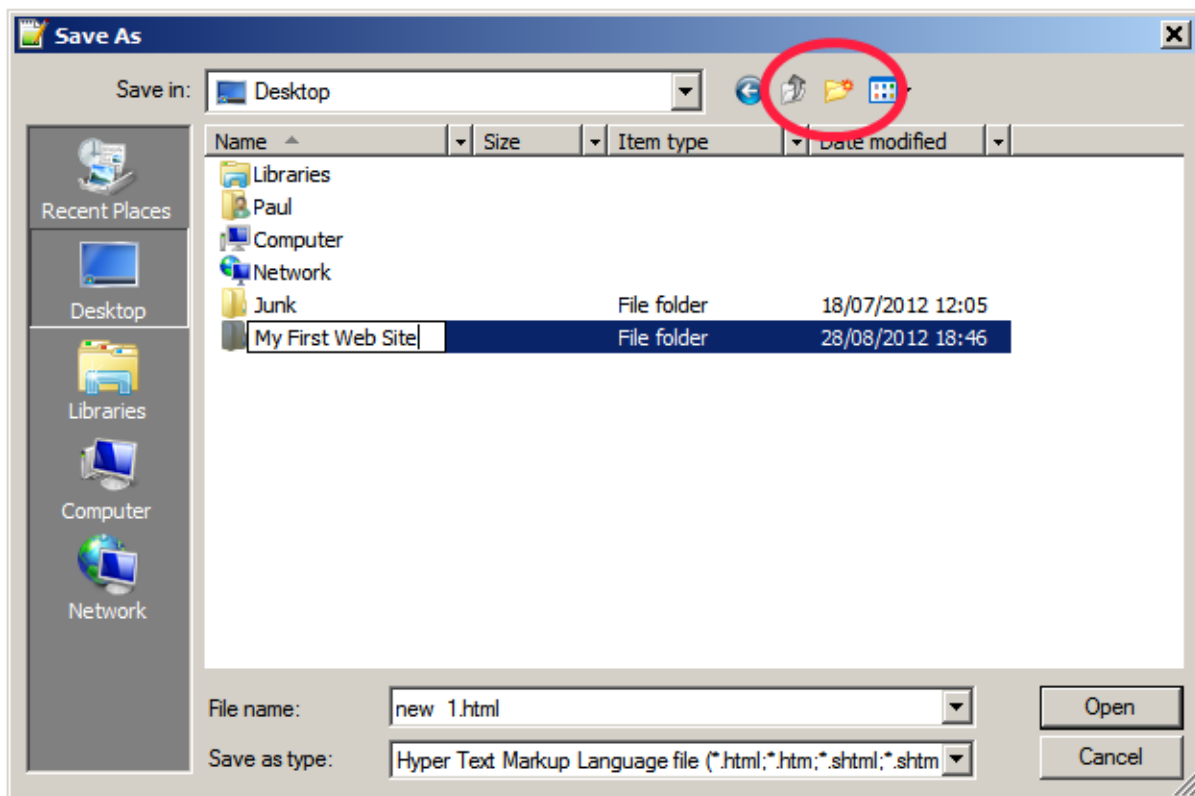 Save As
Save in: Desktop
Name Size Item type Date modified
Libraries
Paul
Computer
Network
Junk File folder 18/07/2012 12:05
My First Web Site File folder 28/08/2012 18:46
Recent Places
Desktop
Libraries
Computer
Network
File name: new 1.html Open
Save as type: Hyper Text Markup Language file (*.html;*.htm;*.shtml;*.shtm Cancel